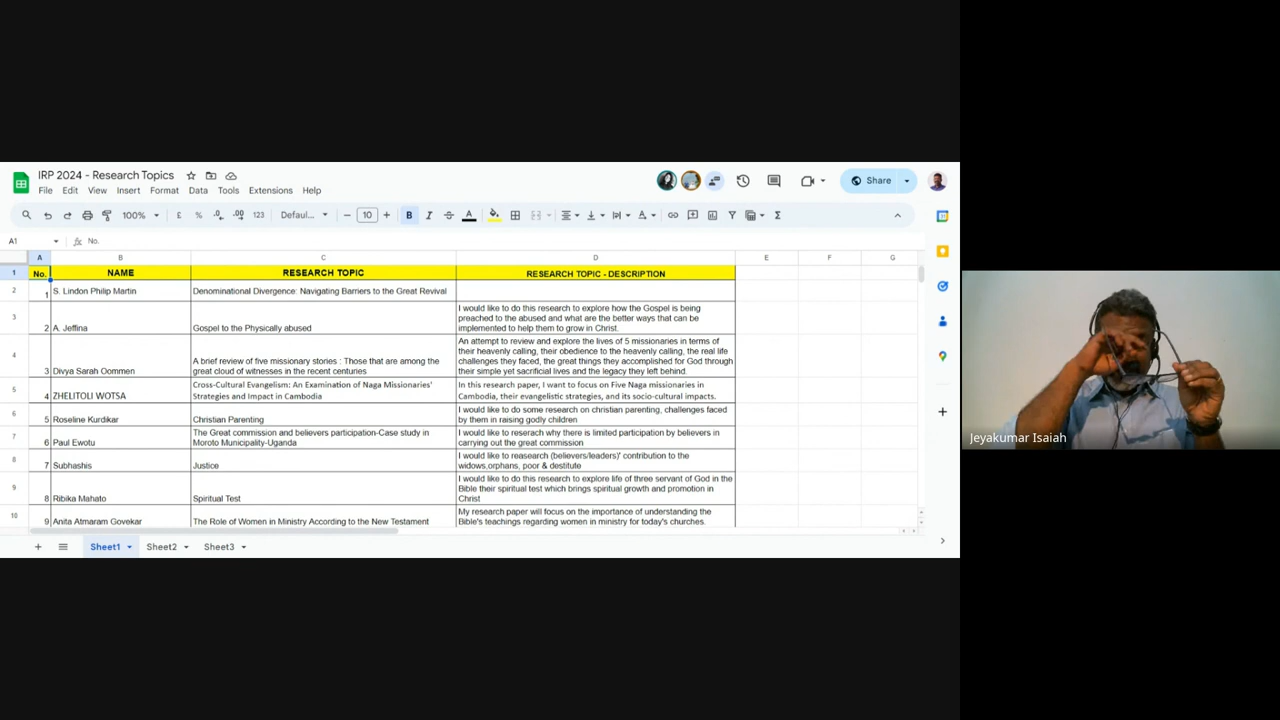 IRP 2024 - Research Topics
File Edit View Insert Format Data Tools Extensions Help
Share
100% £ % .0 .00 123 Defaul... 10 B I A
A1 No.
A B C D E F G
1 No. NAME RESEARCH TOPIC RESEARCH TOPIC - DESCRIPTION
2 1 S. Lindon Philip Martin Denominational Divergence: Navigating Barriers to the Great Revival
I would like to do this research to explore how the Gospel is being
preached to the abused and what are the better ways that can be
3 2 A. Jeffina Gospel to the Physically abused implemented to help them to grow in Christ.
An attempt to review and explore the lives of 5 missionaries in terms of
their heavenly calling, their obedience to the heavenly calling, the real life
4 A brief review of five missionary stories : Those that are among the challenges they faced, the great things they accomplished for God through
3 Divya Sarah Oommen great cloud of witnesses in the recent centuries their simple yet sacrificial lives and the legacy they left behind.
5 Cross-Cultural Evangelism: An Examination of Naga Missionaries' In this research paper, I want to focus on Five Naga missionaries in
4 ZHELITOLI WOTSA Strategies and Impact in Cambodia Cambodia, their evangelistic strategies, and its socio-cultural impacts.
6 I would like to do some research on christian parenting, challenges faced
5 Roseline Kurdikar Christian Parenting by them in raising godly children
7 The Great commission and believers participation-Case study in I would like to reserach why there is limited participation by believers in
6 Paul Ewotu Moroto Municipality-Uganda carrying out the great commission
8 I would like to reasearch (believers/leaders)' contribution to the
7 Subhashis Justice widows,orphans, poor & destitute
I would like to do this research to explore life of three servant of God in the
9 Bible their spiritual test which brings spiritual growth and promotion in
8 Ribika Mahato Spiritual Test Christ
10 My research paper will focus on the importance of understanding the
9 Anita Atmaram Govekar The Role of Women in Ministry According to the New Testament Bible's teachings regarding women in ministry for today's churches.
Sheet1 Sheet2 Sheet3
Jeyakumar Isaiah